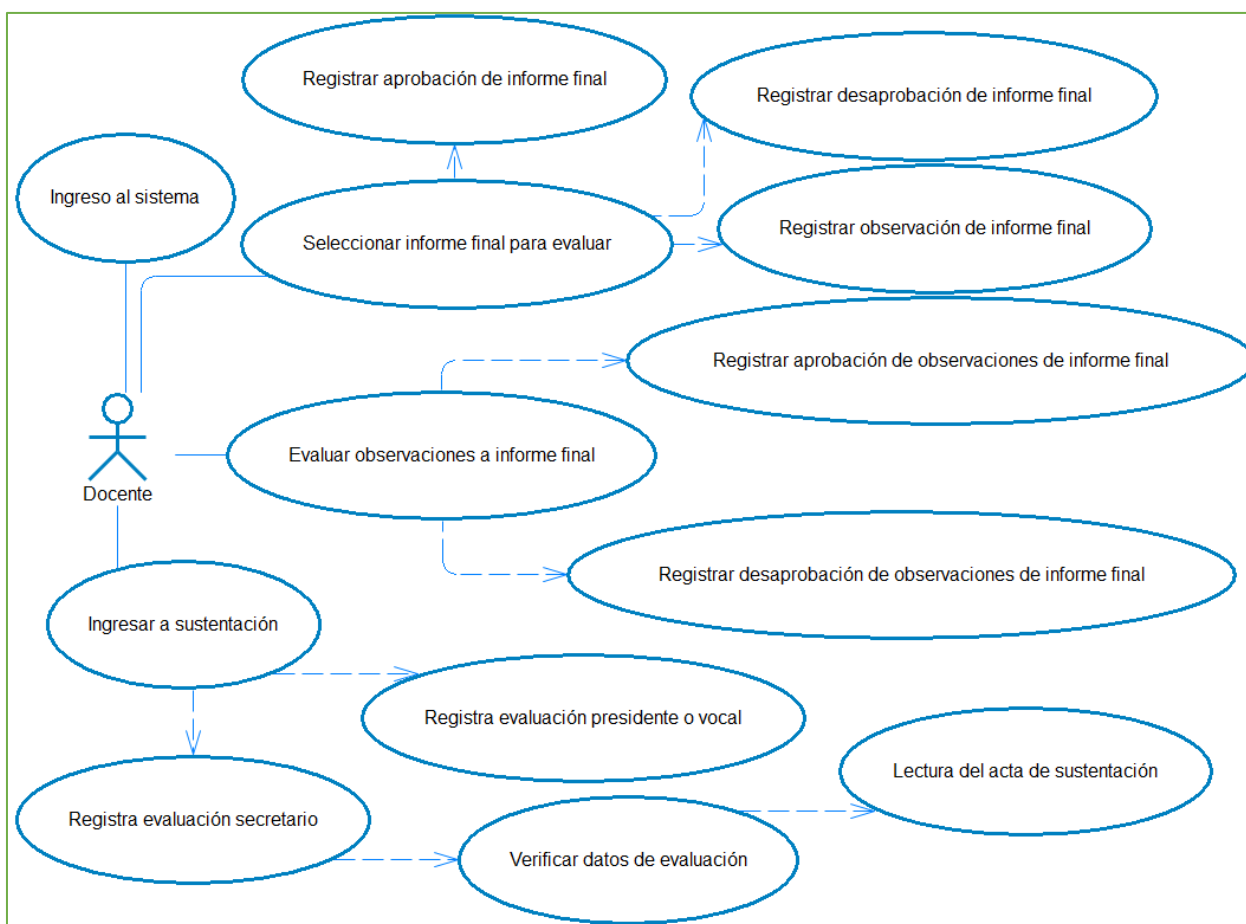 Registrar aprobación de informe final
Registrar desaprobación de informe final
Ingreso al sistema
Seleccionar informe final para evaluar
Registrar observación de informe final
Registrar aprobación de observaciones de informe final
Evaluar observaciones a informe final
Docente
Registrar desaprobación de observaciones de informe final
Ingresar a sustentación
Registra evaluación presidente o vocal
Lectura del acta de sustentación
Registra evaluación secretario
Verificar datos de evaluación